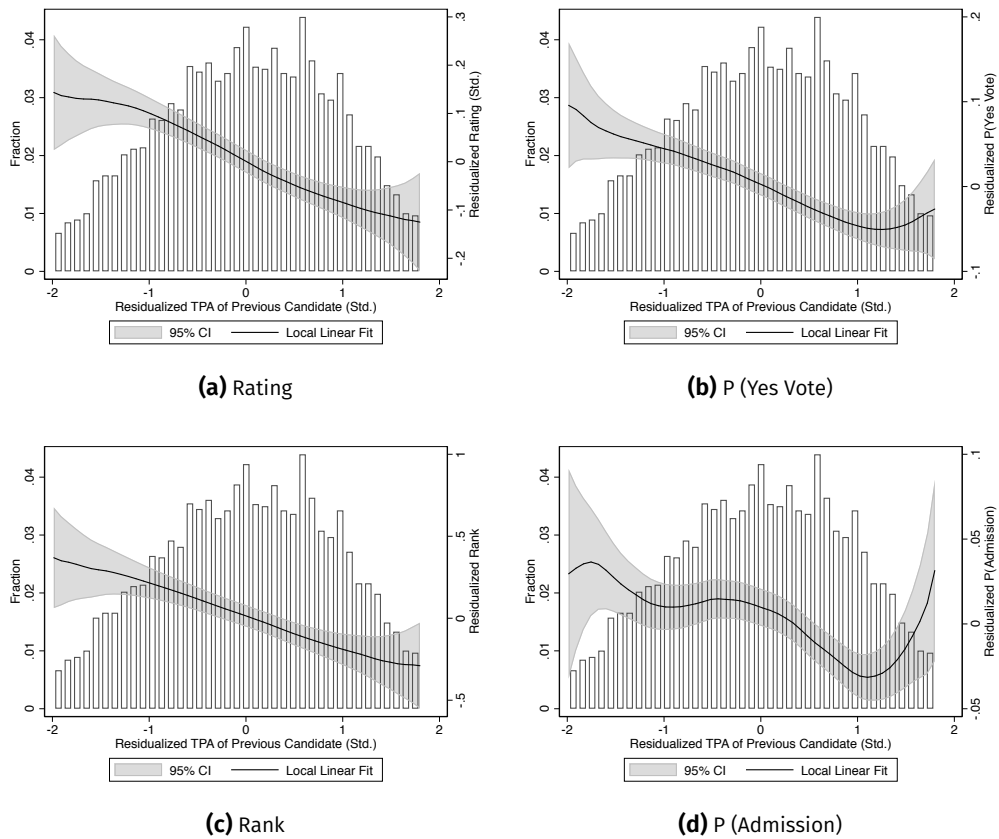 .04
.03
.02
.01
0
Fraction
.3
.2
.1
0
-.1
-.2
Residualized Rating (Std.)
-2 -1 0 1 2
Residualized TPA of Previous Candidate (Std.)
95% CI Local Linear Fit
(a) Rating
.04
.03
.02
.01
0
Fraction
.2
.1
0
-.1
Residualized P(Yes Vote)
-2 -1 0 1 2
Residualized TPA of Previous Candidate (Std.)
95% CI Local Linear Fit
(b) P (Yes Vote)
.04
.03
.02
.01
0
Fraction
1
.5
0
-.5
Residualized Rank
-2 -1 0 1 2
Residualized TPA of Previous Candidate (Std.)
95% CI Local Linear Fit
(c) Rank
.04
.03
.02
.01
0
Fraction
.1
.05
0
-.05
Residualized P(Admission)
-2 -1 0 1 2
Residualized TPA of Previous Candidate (Std.)
95% CI Local Linear Fit
(d) P (Admission)